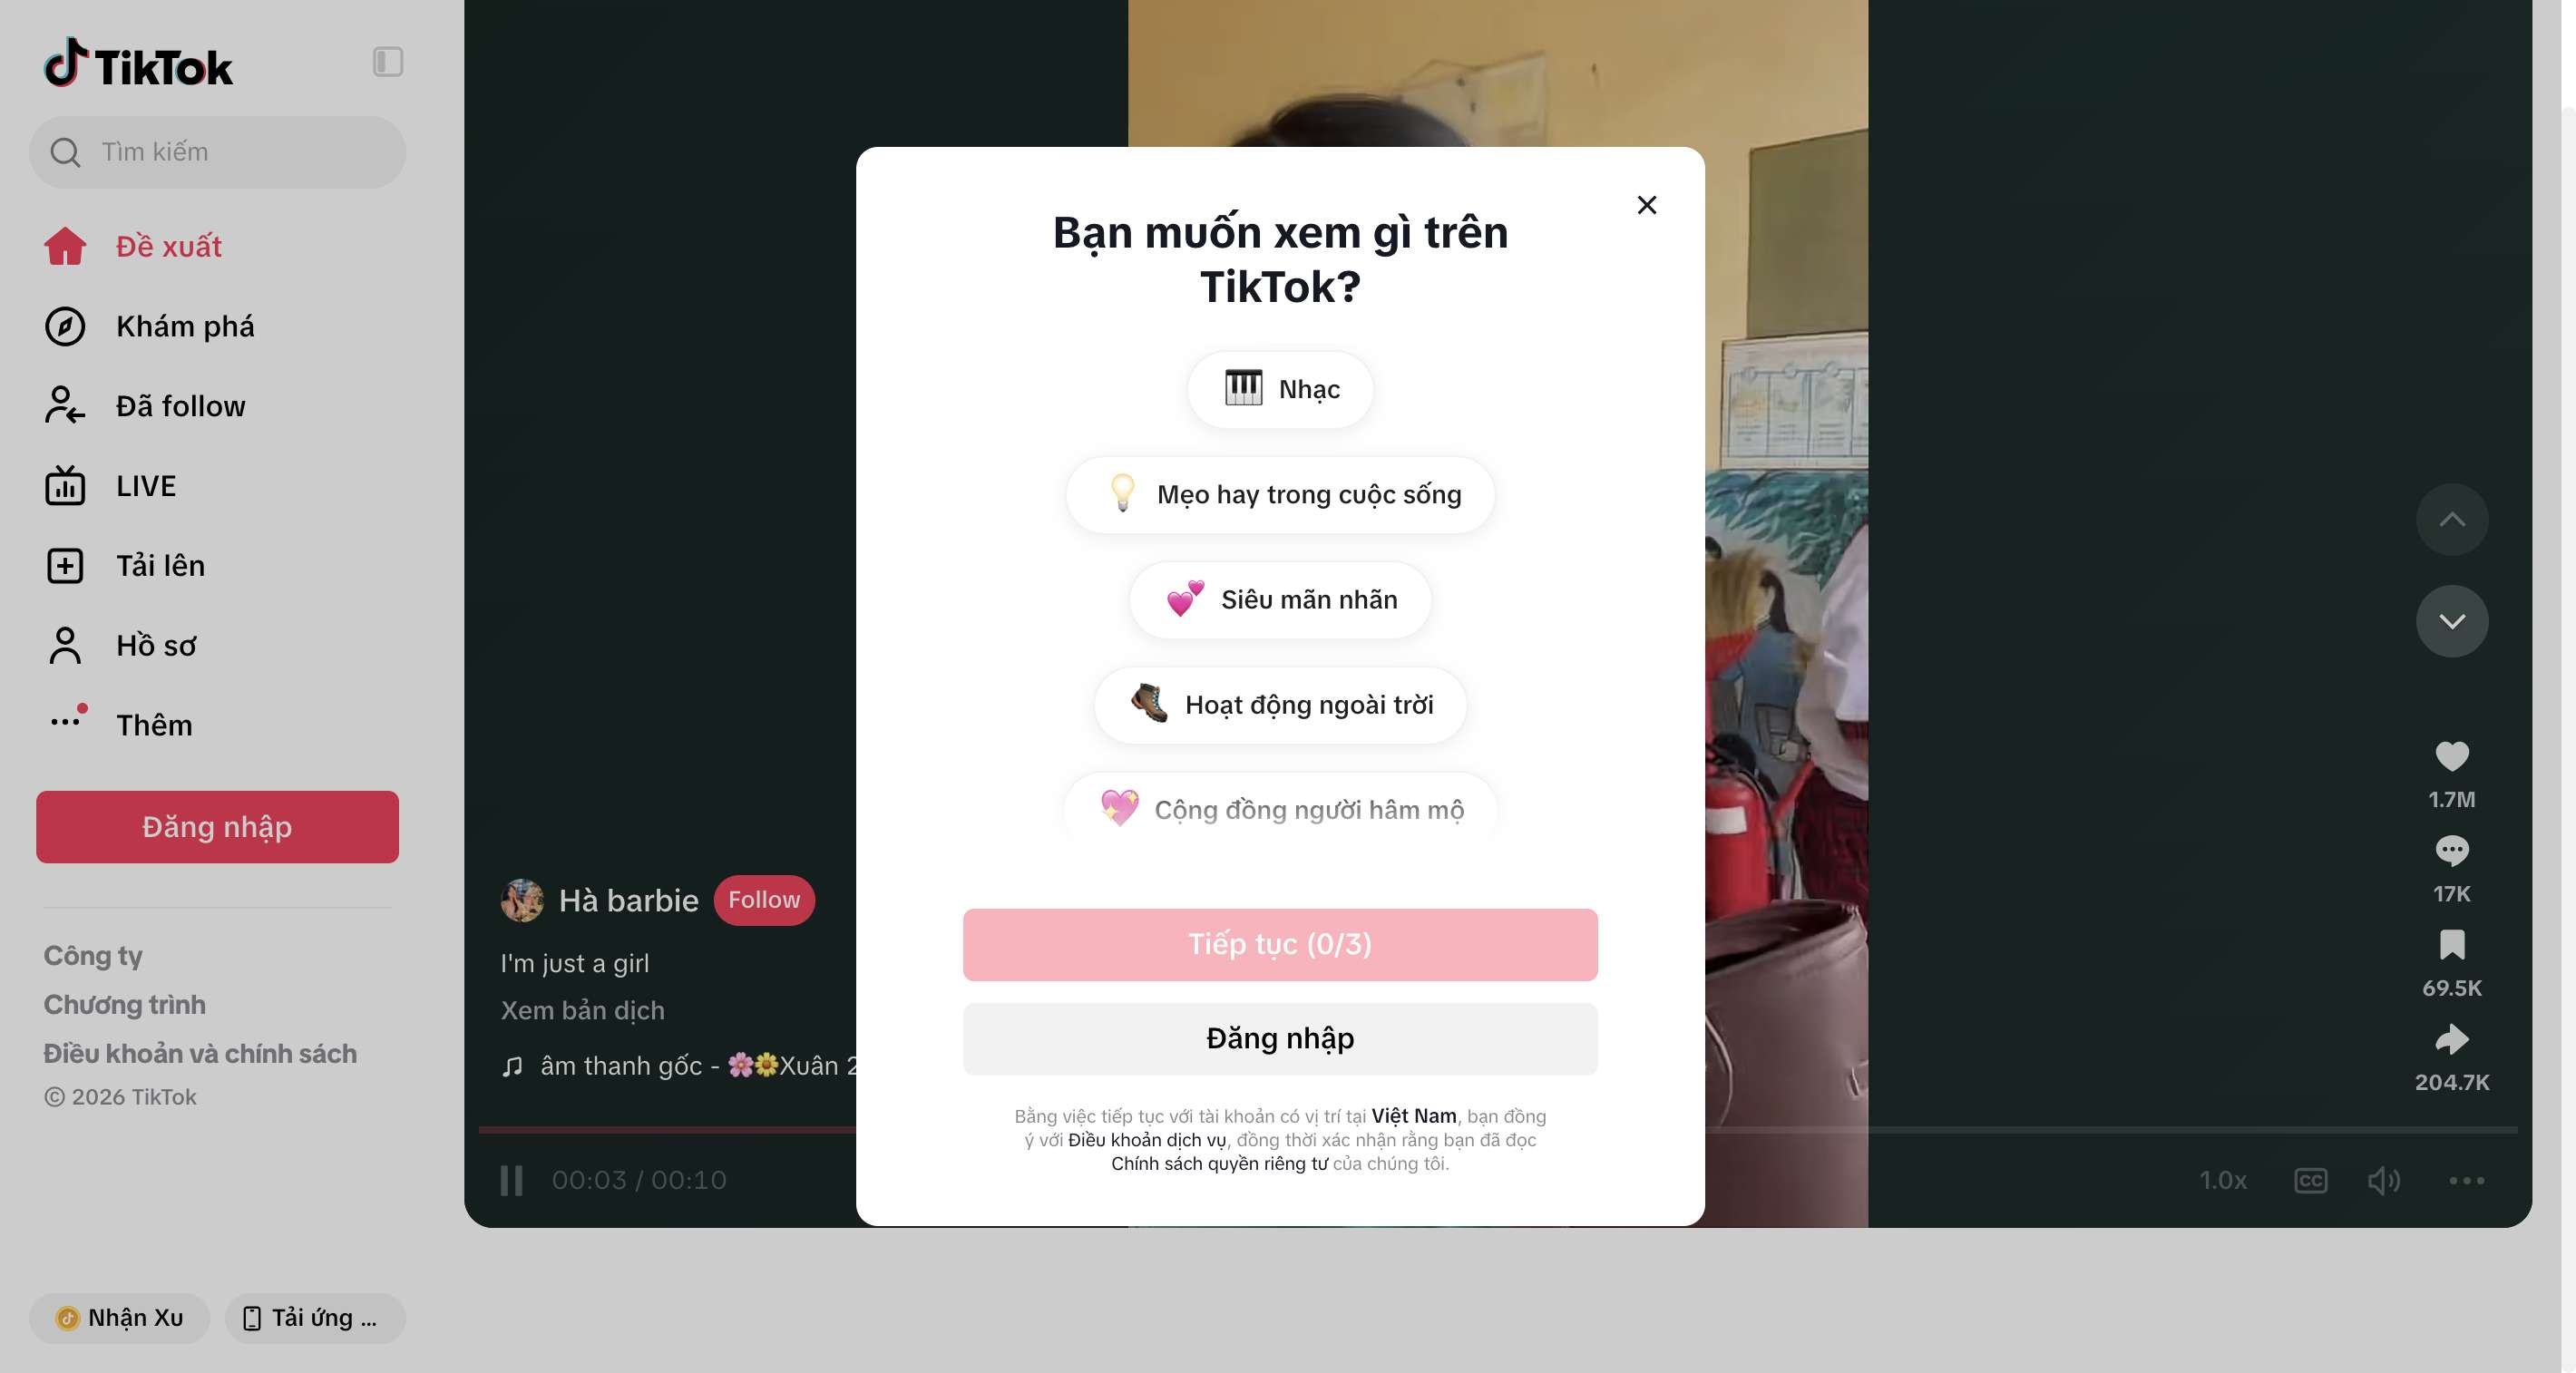 TikTok
Tìm kiếm
Đề xuất
Khám phá
Đã follow
LIVE
Tải lên
Hồ sơ
Thêm
Đăng nhập
Công ty
Chương trình
Điều khoản và chính sách
© 2026 TikTok
Nhận Xu
Tải ứng ...
Hà barbie
Follow
I'm just a girl
Xem bản dịch
âm thanh gốc - 🌸🌼Xuân 2
00:03 / 00:10
Bạn muốn xem gì trên
TikTok?
🎹 Nhạc
💡 Mẹo hay trong cuộc sống
💕 Siêu mãn nhãn
🥾 Hoạt động ngoài trời
💖 Cộng đồng người hâm mộ
Tiếp tục (0/3)
Đăng nhập
Bằng việc tiếp tục với tài khoản có vị trí tại Việt Nam, bạn đồng
ý với Điều khoản dịch vụ, đồng thời xác nhận rằng bạn đã đọc
Chính sách quyền riêng tư của chúng tôi.
1.7M
17K
69.5K
204.7K
1.0x
CC